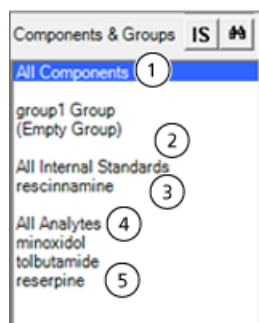 Components & Groups IS
All Components 1
group1 Group
(Empty Group)
2
All Internal Standards
rescinnamine 3
All Analytes 4
minoxidol
tolbutamide
reserpine 5